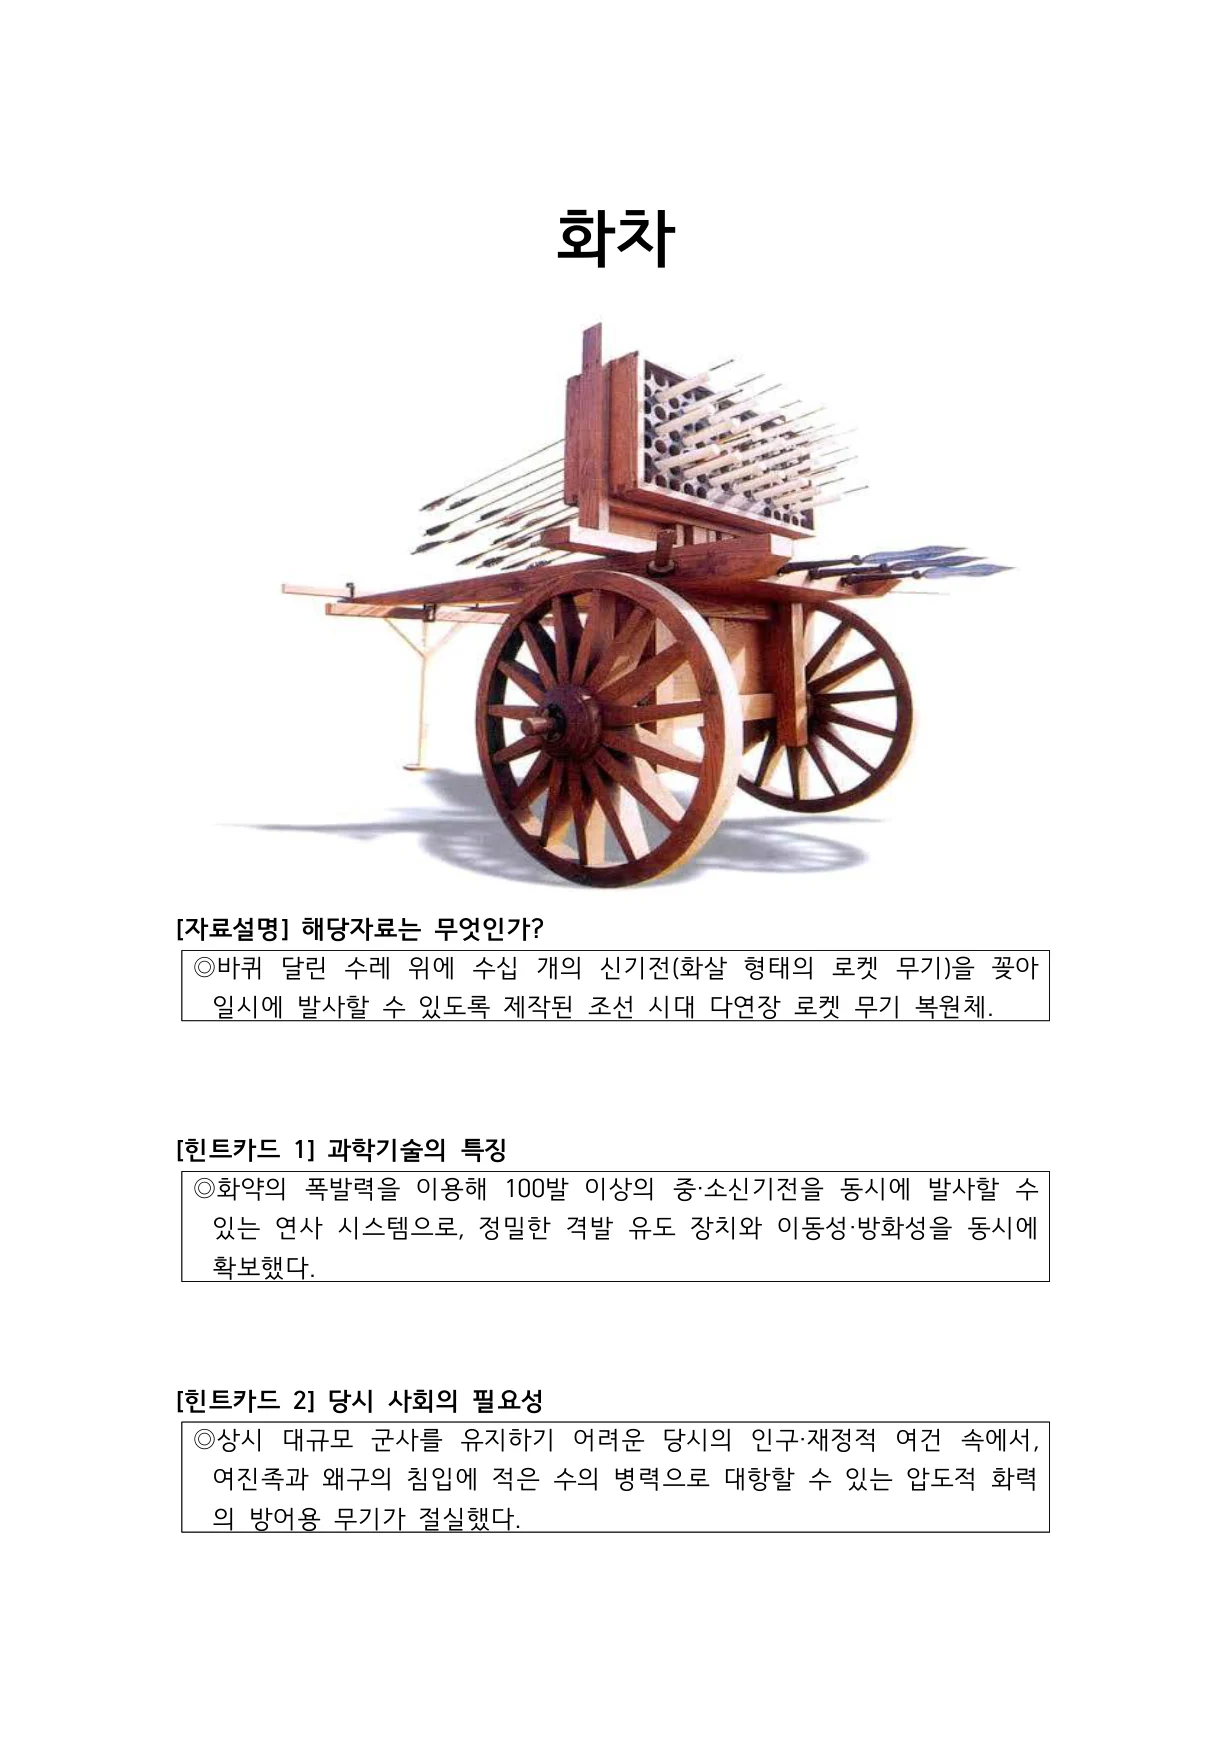 화차
[자료설명] 해당자료는 무엇인가?
◎바퀴 달린 수레 위에 수십 개의 신기전(화살 형태의 로켓 무기)을 꽂아
일시에 발사할 수 있도록 제작된 조선 시대 다연장 로켓 무기 복원체.
[힌트카드 1] 과학기술의 특징
◎화약의 폭발력을 이용해 100발 이상의 중·소신기전을 동시에 발사할 수
있는 연사 시스템으로, 정밀한 격발 유도 장치와 이동성·방화성을 동시에
확보했다.
[힌트카드 2] 당시 사회의 필요성
◎상시 대규모 군사를 유지하기 어려운 당시의 인구·재정적 여건 속에서,
여진족과 왜구의 침입에 적은 수의 병력으로 대항할 수 있는 압도적 화력
의 방어용 무기가 절실했다.